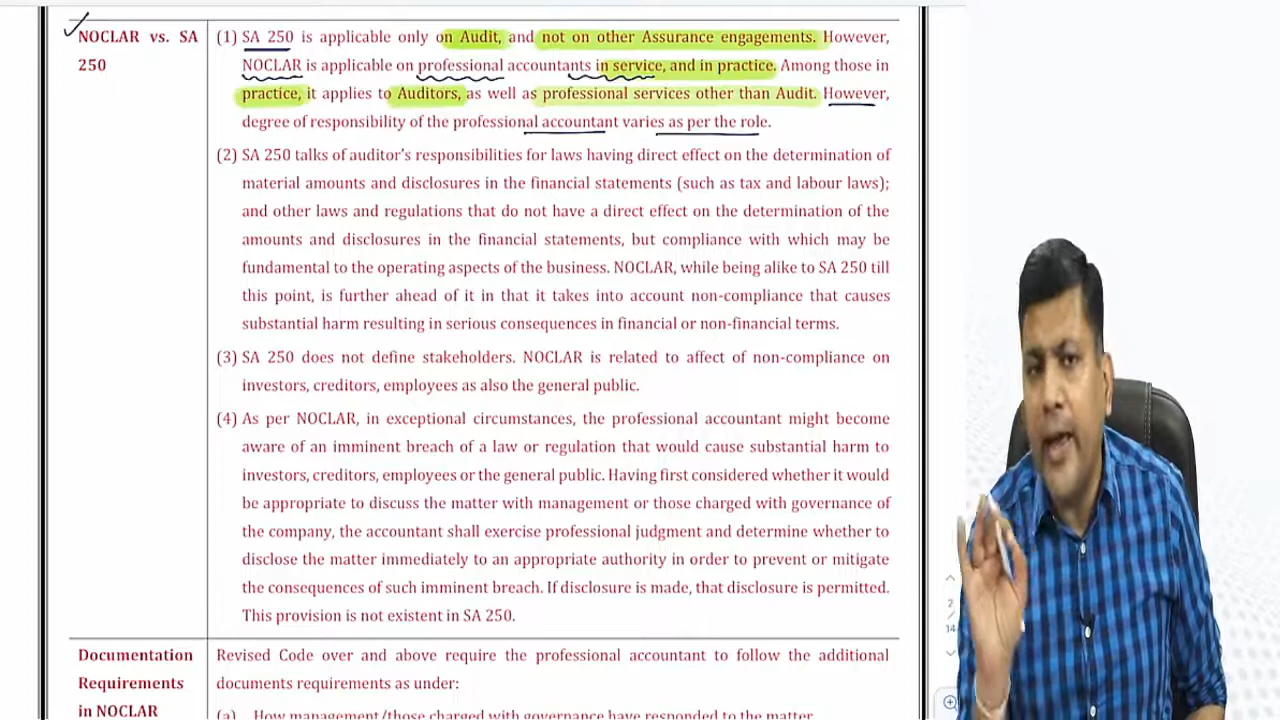 NOCLAR vs. SA 250
(1) SA 250 is applicable only on Audit, and not on other Assurance engagements. However,
NOCLAR is applicable on professional accountants in service, and in practice. Among those in
practice, it applies to Auditors, as well as professional services other than Audit. However,
degree of responsibility of the professional accountant varies as per the role.
(2) SA 250 talks of auditor's responsibilities for laws having direct effect on the determination of
material amounts and disclosures in the financial statements (such as tax and labour laws);
and other laws and regulations that do not have a direct effect on the determination of the
amounts and disclosures in the financial statements, but compliance with which may be
fundamental to the operating aspects of the business. NOCLAR, while being alike to SA 250 till
this point, is further ahead of it in that it takes into account non-compliance that causes
substantial harm resulting in serious consequences in financial or non-financial terms.
(3) SA 250 does not define stakeholders. NOCLAR is related to affect of non-compliance on
investors, creditors, employees as also the general public.
(4) As per NOCLAR, in exceptional circumstances, the professional accountant might become
aware of an imminent breach of a law or regulation that would cause substantial harm to
investors, creditors, employees or the general public. Having first considered whether it would
be appropriate to discuss the matter with management or those charged with governance of
the company, the accountant shall exercise professional judgment and determine whether to
disclose the matter immediately to an appropriate authority in order to prevent or mitigate
the consequences of such imminent breach. If disclosure is made, that disclosure is permitted.
This provision is not existent in SA 250.
Documentation
Requirements
in NOCLAR
Revised Code over and above require the professional accountant to follow the additional
documents requirements as under:
(a) How management/those charged with governance have responded to the matter
2
/
14